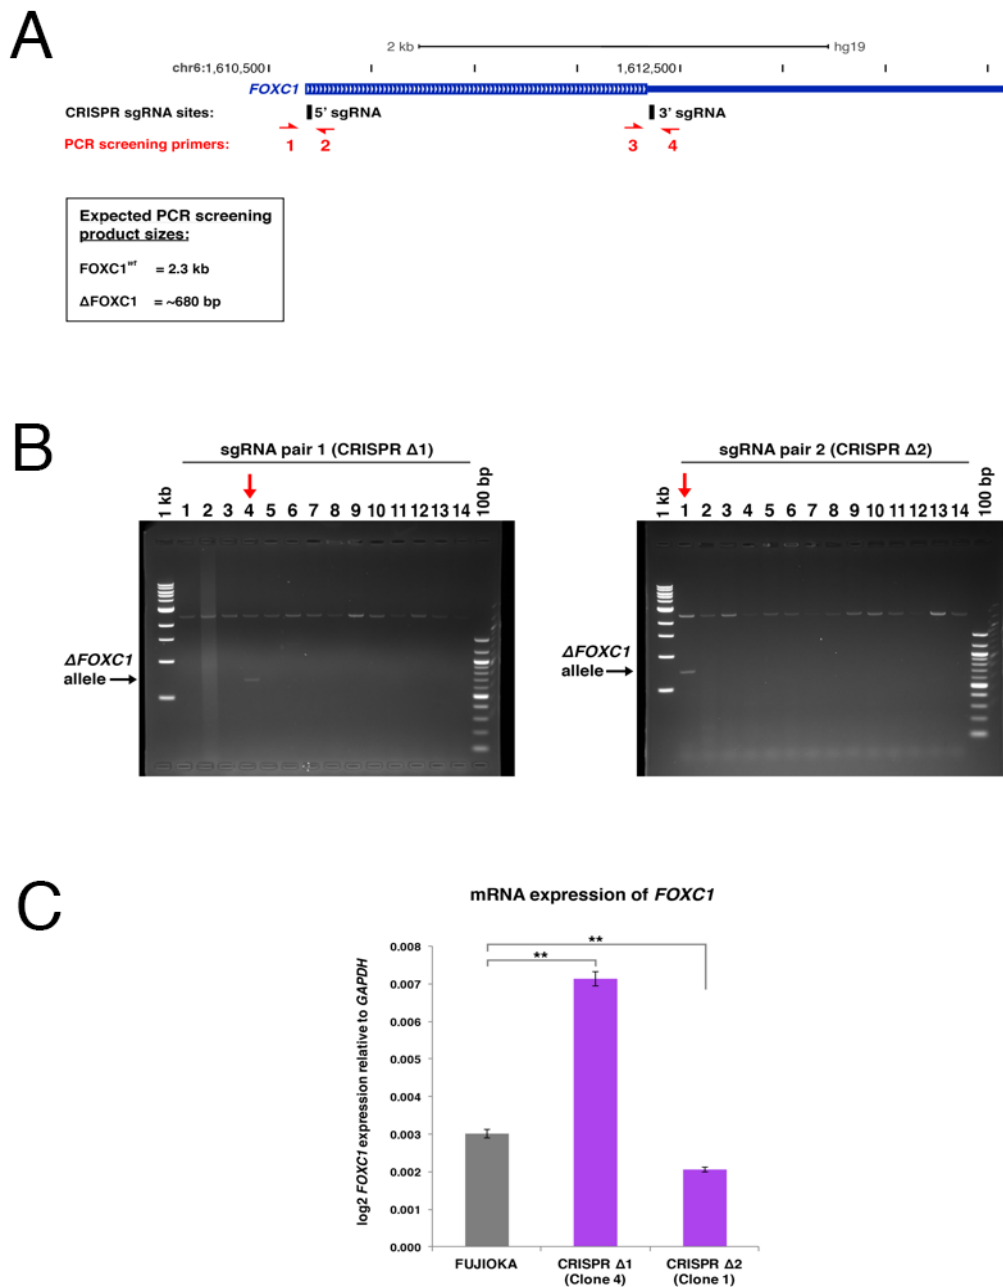 A
2 kb hg19
chr6:1,610,500 1,612,500
FOXC1
CRISPR sgRNA sites: 5' sgRNA 3' sgRNA
PCR screening primers: 1 2 3 4
Expected PCR screening
product sizes:
FOXC1wt = 2.3 kb
ΔFOXC1 = ~680 bp
B
sgRNA pair 1 (CRISPR Δ1)
1 kb 1 2 3 4 5 6 7 8 9 10 11 12 13 14 100 bp
ΔFOXC1
allele
sgRNA pair 2 (CRISPR Δ2)
1 kb 1 2 3 4 5 6 7 8 9 10 11 12 13 14 100 bp
ΔFOXC1
allele
C
mRNA expression of FOXC1
log2 FOXC1 expression relative to GAPDH
0.008
0.007
0.006
0.005
0.004
0.003
0.002
0.001
0.000
**
**
FUJIOKA
CRISPR Δ1
(Clone 4)
CRISPR Δ2
(Clone 1)